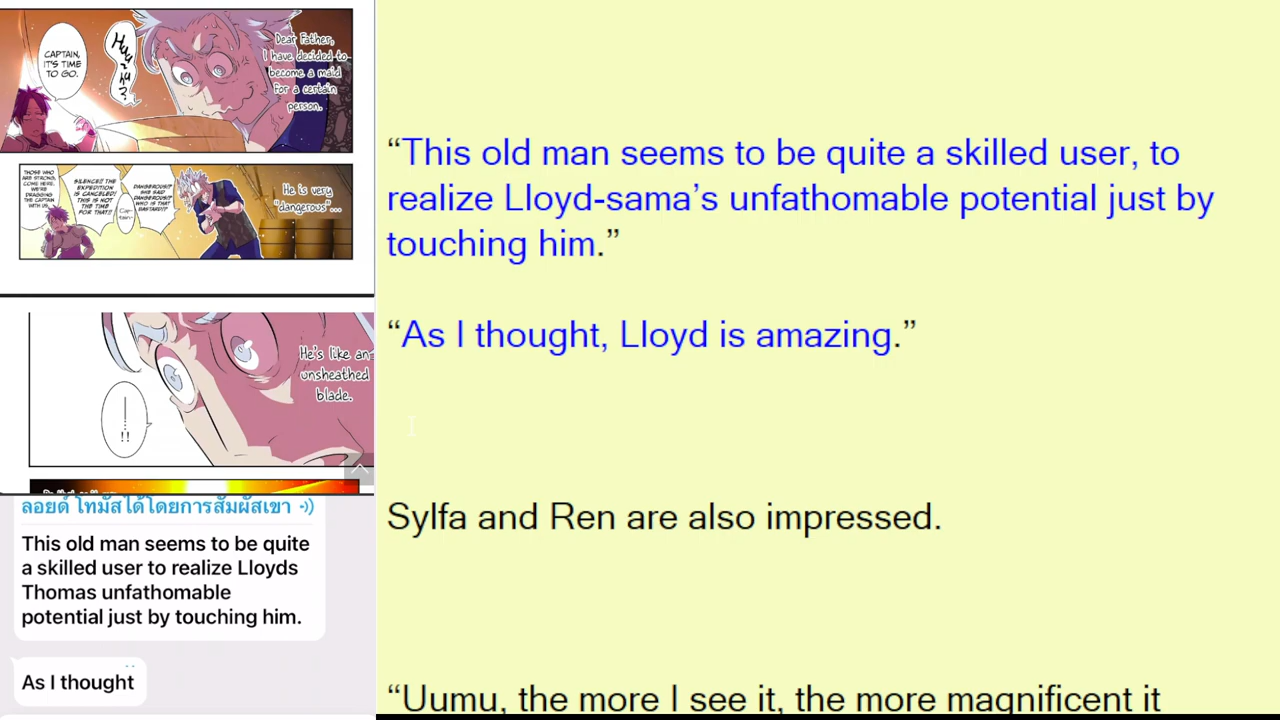 CAPTAIN,
IT'S TIME
TO GO.
Dear Father,
I have decided to
become a maid
for a certain
person.
THOSE WHO
ARE STRONG,
COME HERE.
WE'RE
DRAGGING
THE CAPTAIN
WITH US.
SILENCE!! THE
EXPEDITION
IS CANCELED!
THIS IS NOT
THE TIME
FOR THAT!!
Cap-
tain-
DANGEROUS!?
SHE SAID
DANGEROUS!?
WHO IS THAT
BASTARD!?
He is very
"dangerous"...
He's like an
unsheathed
blade.
ลอยด์ โทมัสได้โดยการสัมผัสเขา
This old man seems to be quite
a skilled user to realize Lloyds
Thomas unfathomable
potential just by touching him.
As I thought
“This old man seems to be quite a skilled user, to
realize Lloyd-sama’s unfathomable potential just by
touching him.”
“As I thought, Lloyd is amazing.”
Sylfa and Ren are also impressed.
“Uumu, the more I see it, the more magnificent it